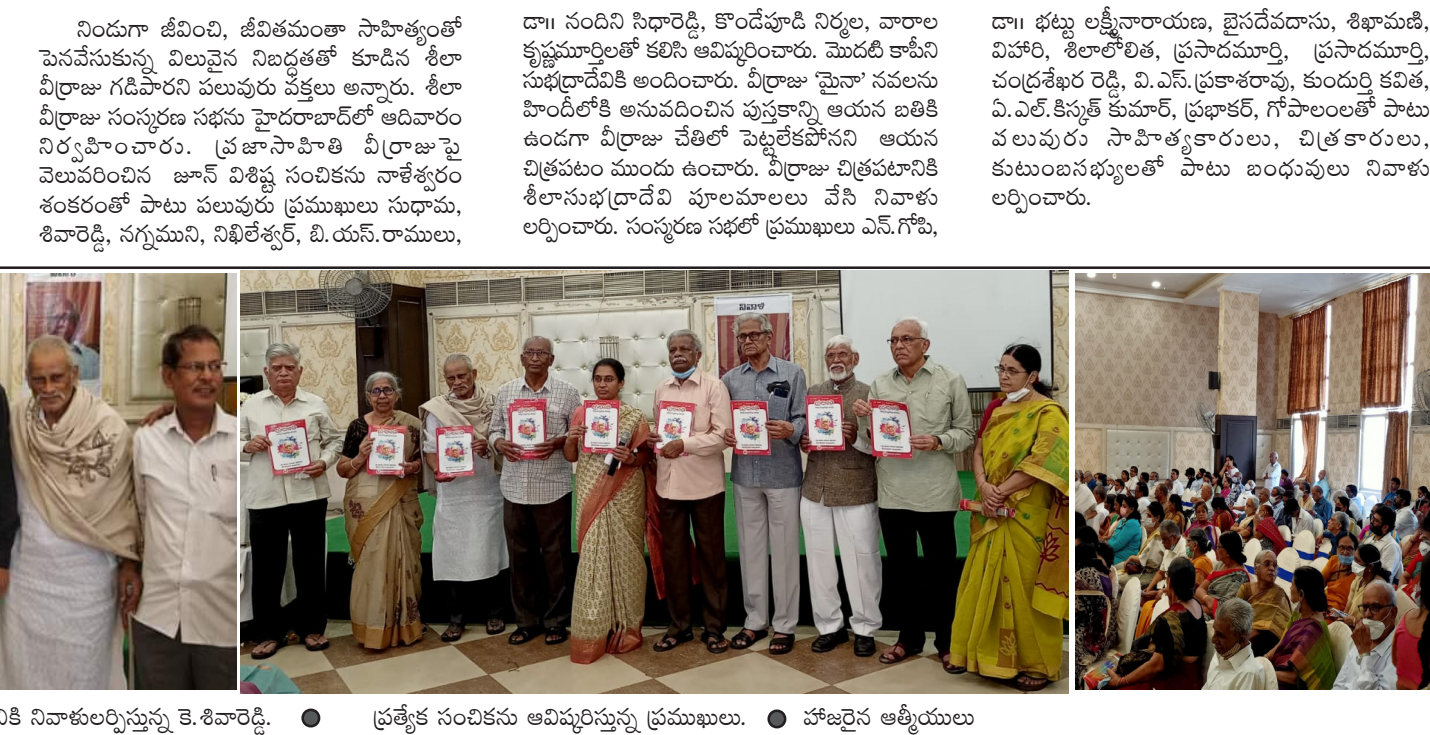 నిండుగా జీవించి, జీవితమంతా సాహిత్యంతో
పెనవేసుకున్న విలువైన నిబద్ధతతో కూడిన శీలా
వీర్రాజు గడిపారని పలువురు వక్తలు అన్నారు. శీలా
వీర్రాజు సంస్కరణ సభను హైదరాబాద్‌లో ఆదివారం
నిర్వహించారు. ప్రజాసాహితి వీర్రాజుపై
వెలువరించిన జూన్ విశిష్ట సంచికను నాళేశ్వరం
శంకరంతో పాటు పలువురు ప్రముఖులు సుధామ,
శివారెడ్డి, నగ్నముని, నిఖిలేశ్వర్, బి.యస్.రాములు,
డా॥ నందిని సిధారెడ్డి, కొండేపూడి నిర్మల, వారాల
కృష్ణమూర్తిలతో కలిసి ఆవిష్కరించారు. మొదటి కాపీని
సుభద్రాదేవికి అందించారు. వీర్రాజు ‘మైనా’ నవలను
హిందీలోకి అనువదించిన పుస్తకాన్ని ఆయన బతికి
ఉండగా వీర్రాజు చేతిలో పెట్టలేకపోనని ఆయన
చిత్రపటం ముందు ఉంచారు. వీర్రాజు చిత్రపటానికి
శీలాసుభద్రాదేవి పూలమాలలు వేసి నివాళు
లర్పించారు. సంస్మరణ సభలో ప్రముఖులు ఎన్.గోపి,
డా॥ భట్టు లక్ష్మీనారాయణ, బైసదేవదాసు, శిఖామణి,
విహారి, శిలాలోలిత, ప్రసాదమూర్తి, ప్రసాదమూర్తి,
చంద్రశేఖర రెడ్డి, వి.ఎస్.ప్రకాశరావు, కుందుర్తి కవిత,
ఏ.ఎల్.కిస్మత్ కుమార్, ప్రభాకర్, గోపాలంలతో పాటు
వలువురు సాహిత్యకారులు, చిత్రకారులు,
కుటుంబసభ్యులతో పాటు బంధువులు నివాళు
లర్పించారు.
నివాళి
నికి నివాళులర్పిస్తున్న కె.శివారెడ్డి. ● ప్రత్యేక సంచికను ఆవిష్కరిస్తున్న ప్రముఖులు. ● హాజరైన ఆత్మీయులు